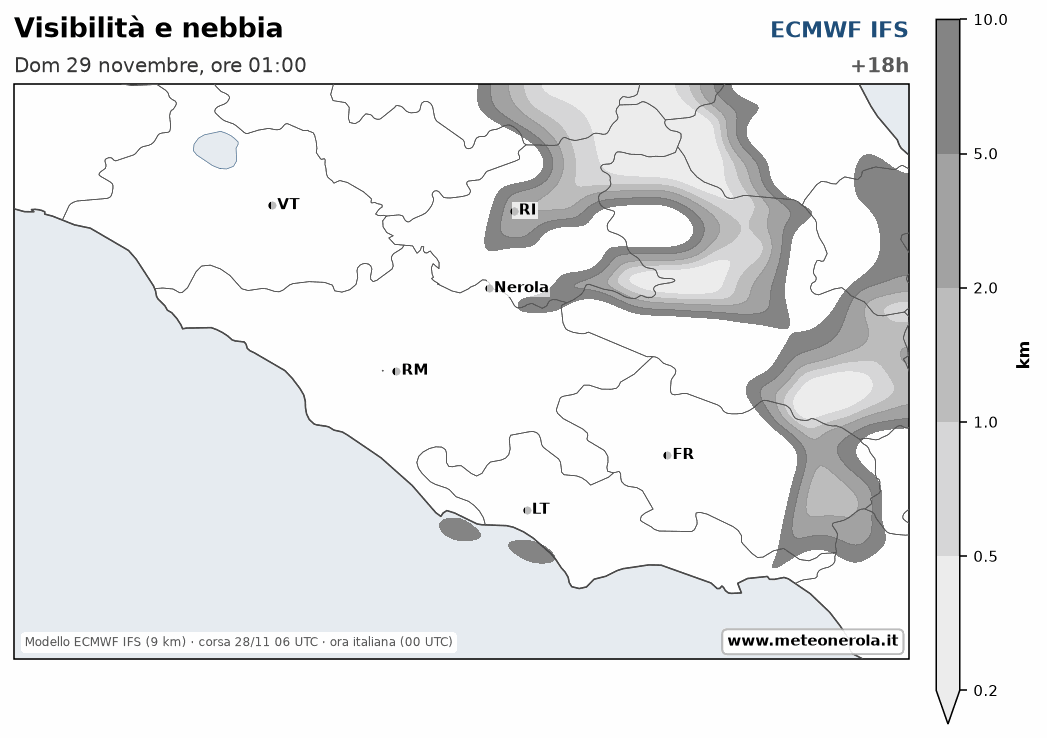 Visibilità e nebbia
ECMWF IFS
Dom 29 novembre, ore 01:00
+18h
10.0
5.0
2.0
1.0
0.5
0.2
km
VT
RI
Nerola
RM
FR
LT
Modello ECMWF IFS (9 km) · corsa 28/11 06 UTC · ora italiana (00 UTC)
www.meteonerola.it